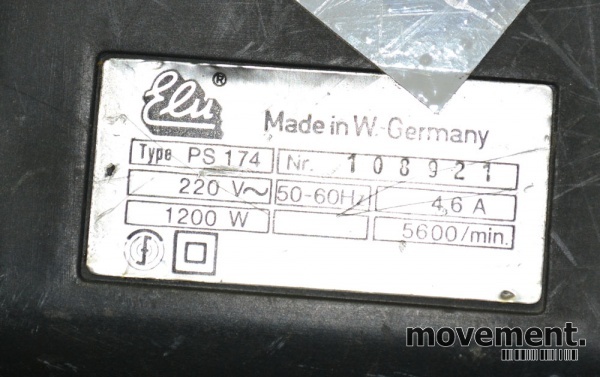 Elu ®
Made in W.-Germany
Type PS 174 Nr. 108921
220 V~ 50-60Hz 4,6 A
1200 W 5600/min.
movement.